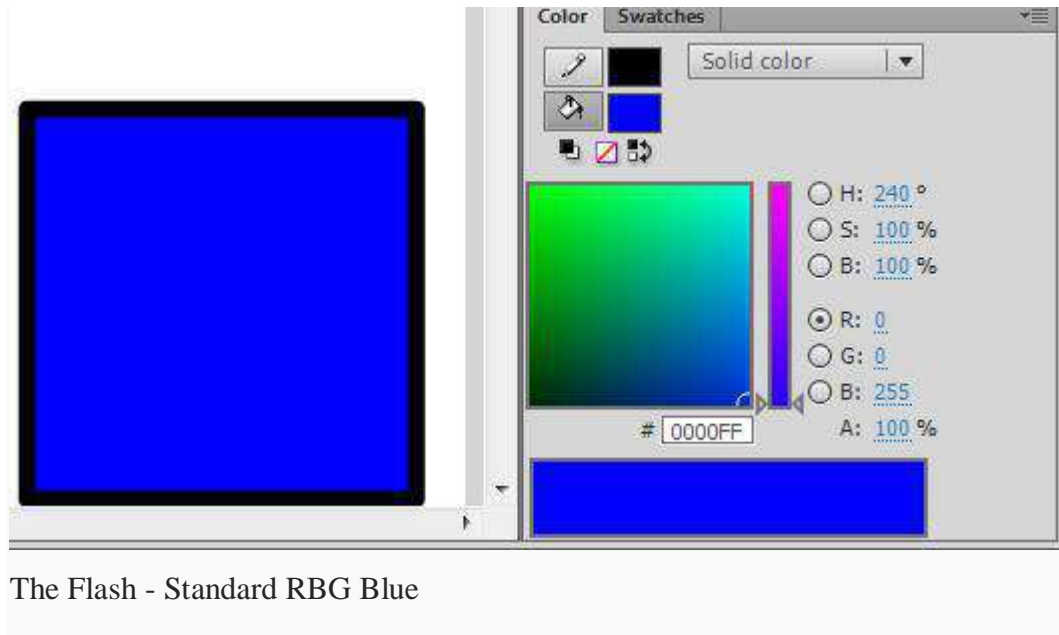 Color Swatches
Solid color
H: 240 °
S: 100 %
B: 100 %
R: 0
G: 0
B: 255
# 0000FF A: 100 %
The Flash - Standard RBG Blue